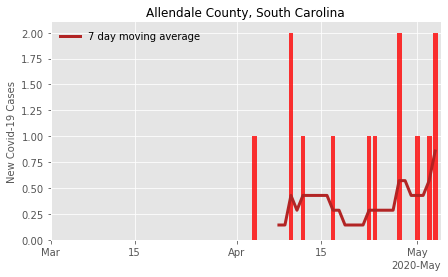 Allendale County, South Carolina
7 day moving average
New Covid-19 Cases
2.00
1.75
1.50
1.25
1.00
0.75
0.50
0.25
0.00
Mar 15 Apr 15 May
2020-May